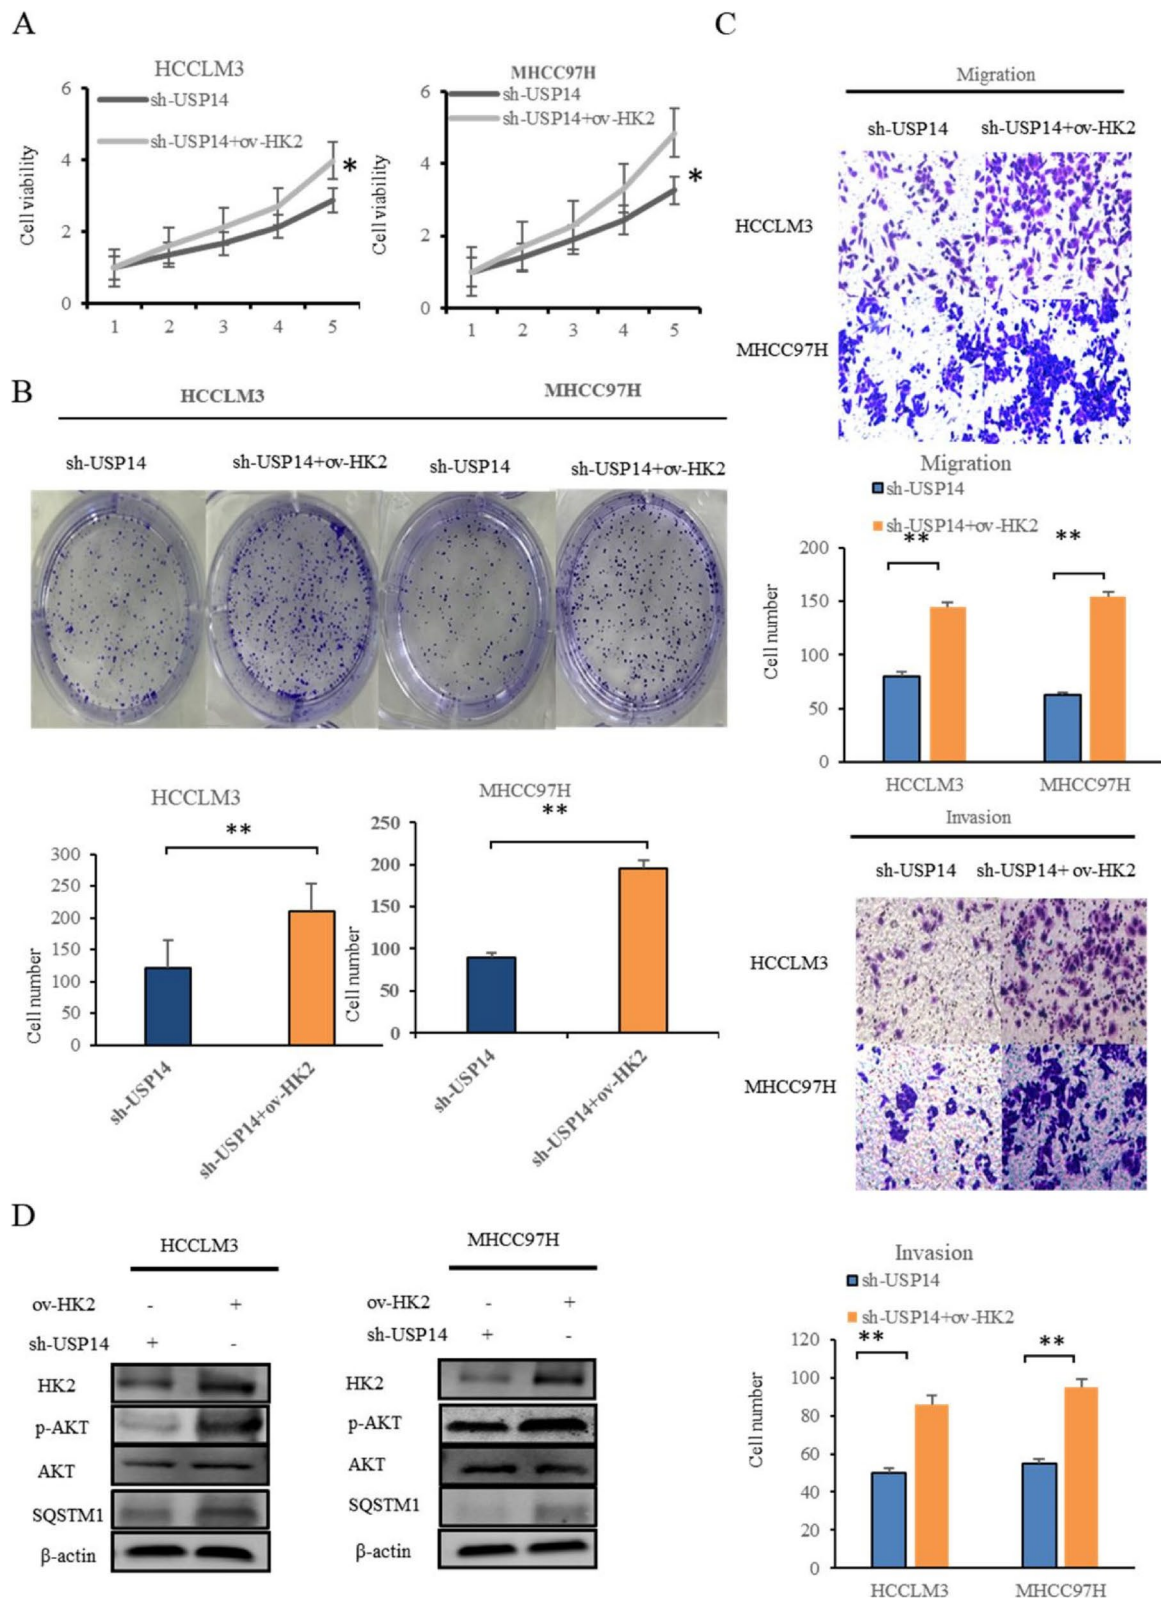 A
HCCLM3
6
4
2
0
Cell viability
sh-USP14
sh-USP14+ov-HK2
*
1 2 3 4 5
MHCC97H
6
4
2
0
Cell viability
sh-USP14
sh-USP14+ov-HK2
*
1 2 3 4 5
B
HCCLM3 MHCC97H
sh-USP14 sh-USP14+ov-HK2 sh-USP14 sh-USP14+ov-HK2
HCCLM3
**
300
250
200
150
100
50
0
Cell number
sh-USP14
sh-USP14+ov-HK2
MHCC97H
**
250
200
150
100
50
0
Cell number
sh-USP14
sh-USP14+ov-HK2
C
Migration
sh-USP14 sh-USP14+ov-HK2
HCCLM3
MHCC97H
Migration
sh-USP14
sh-USP14+ov-HK2
** **
200
150
100
50
0
Cell number
HCCLM3 MHCC97H
Invasion
sh-USP14 sh-USP14+ ov-HK2
HCCLM3
MHCC97H
Invasion
sh-USP14
sh-USP14+ov-HK2
** **
120
100
80
60
40
20
0
Cell number
HCCLM3 MHCC97H
D
HCCLM3
ov-HK2 - +
sh-USP14 + -
HK2
p-AKT
AKT
SQSTM1
β-actin
MHCC97H
ov-HK2 - +
sh-USP14 + -
HK2
p-AKT
AKT
SQSTM1
β-actin